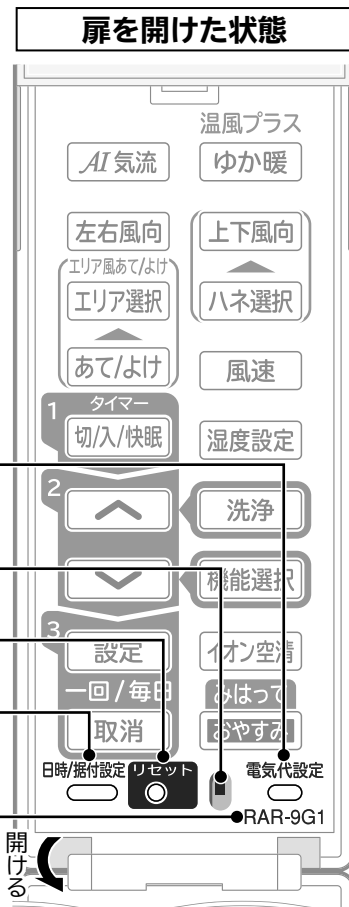 扉を開けた状態
温風プラス
AI気流
ゆか暖
左右風向
上下風向
エリア風あて/よけ
エリア選択
ハネ選択
あて/よけ
風速
1
タイマー
切/入/快眠
湿度設定
2
洗浄
機能選択
3
設定
イオン空清
一回/毎日
みはって
取消
おやすみ
日時/据付設定
リセット
電気代設定
RAR-9G1
開ける